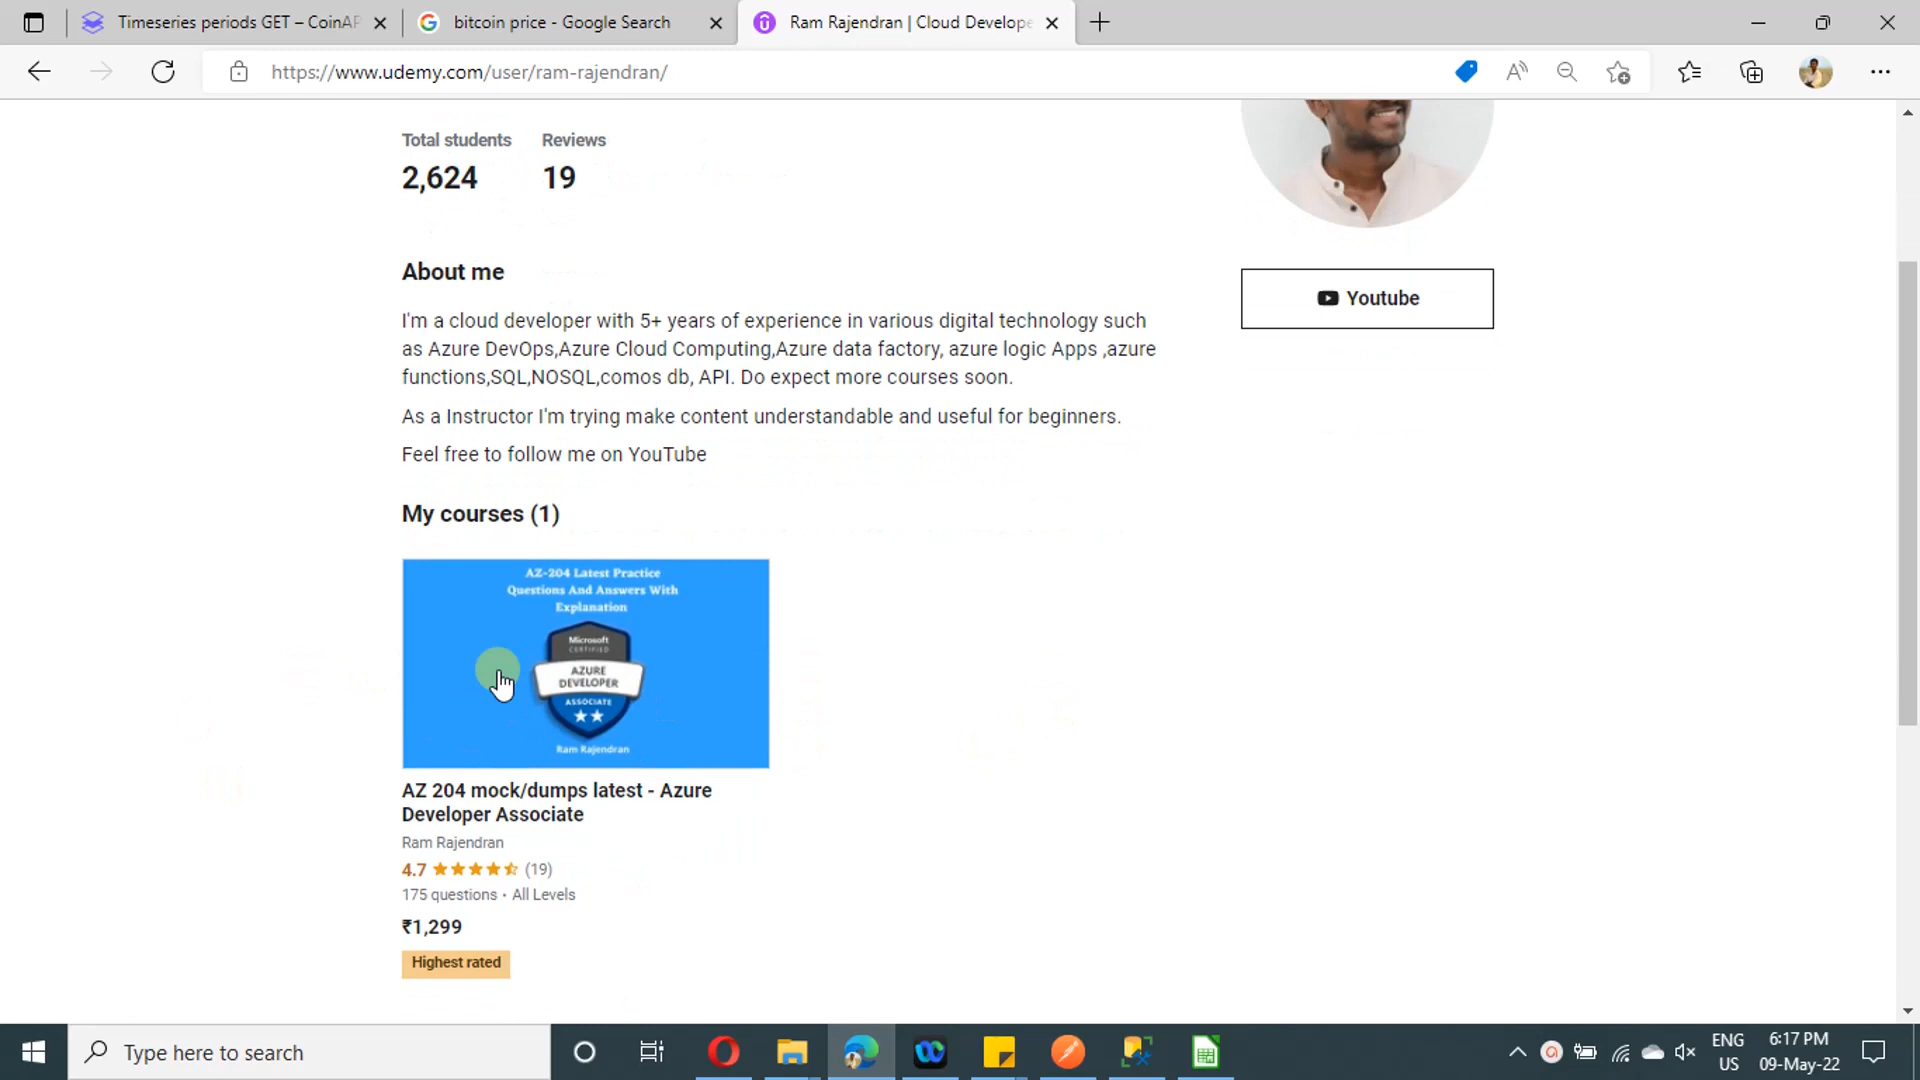 Timeseries periods GET – CoinAP
bitcoin price - Google Search
Ram Rajendran | Cloud Develope
https://www.udemy.com/user/ram-rajendran/
Total students Reviews
2,624 19
Youtube
About me
I'm a cloud developer with 5+ years of experience in various digital technology such
as Azure DevOps,Azure Cloud Computing,Azure data factory, azure logic Apps ,azure
functions,SQL,NOSQL,comos db, API. Do expect more courses soon.
As a Instructor I'm trying make content understandable and useful for beginners.
Feel free to follow me on YouTube
My courses (1)
AZ-204 Latest Practice
Questions And Answers With
Explanation
Microsoft
CERTIFIED
AZURE
DEVELOPER
ASSOCIATE
Ram Rajendran
AZ 204 mock/dumps latest - Azure
Developer Associate
Ram Rajendran
4.7 (19)
175 questions • All Levels
₹1,299
Highest rated
Type here to search
ENG
US
6:17 PM
09-May-22